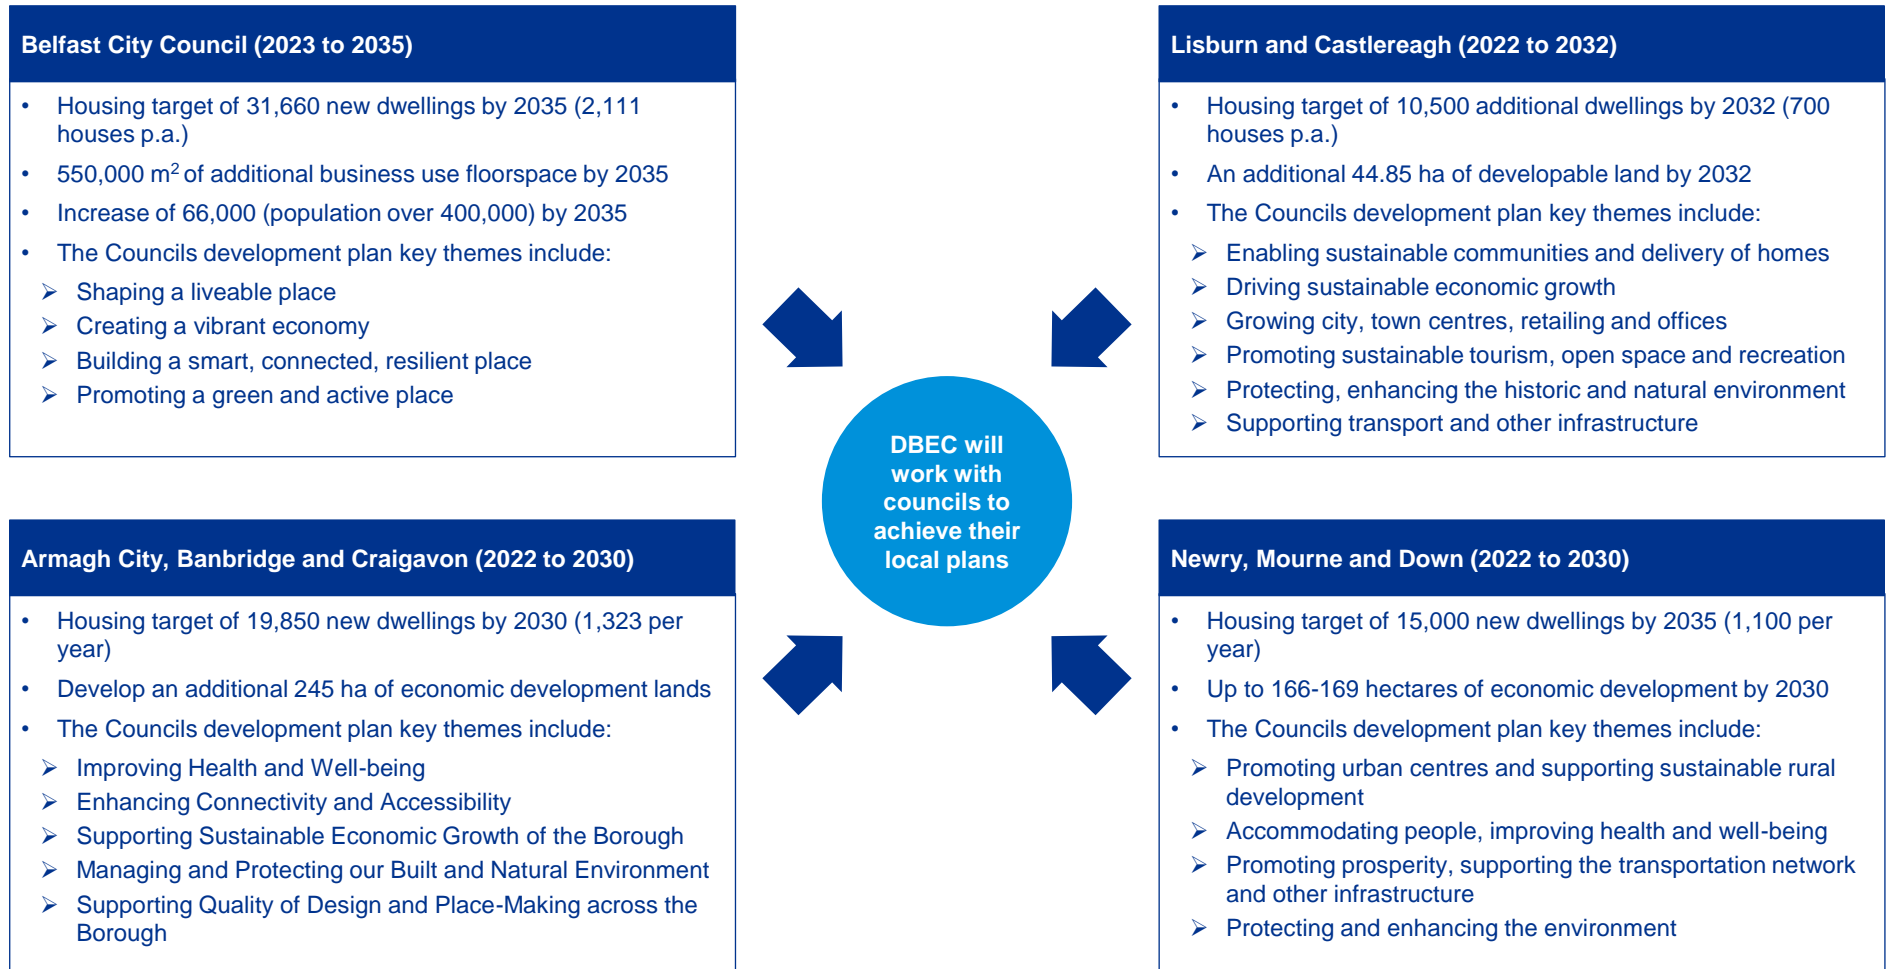 Belfast City Council (2023 to 2035)
• Housing target of 31,660 new dwellings by 2035 (2,111
houses p.a.)
• 550,000 m² of additional business use floorspace by 2035
• Increase of 66,000 (population over 400,000) by 2035
• The Councils development plan key themes include:
➢ Shaping a liveable place
➢ Creating a vibrant economy
➢ Building a smart, connected, resilient place
➢ Promoting a green and active place
Lisburn and Castlereagh (2022 to 2032)
• Housing target of 10,500 additional dwellings by 2032 (700
houses p.a.)
• An additional 44.85 ha of developable land by 2032
• The Councils development plan key themes include:
➢ Enabling sustainable communities and delivery of homes
➢ Driving sustainable economic growth
➢ Growing city, town centres, retailing and offices
➢ Promoting sustainable tourism, open space and recreation
➢ Protecting, enhancing the historic and natural environment
➢ Supporting transport and other infrastructure
DBEC will
work with
councils to
achieve their
local plans
Armagh City, Banbridge and Craigavon (2022 to 2030)
• Housing target of 19,850 new dwellings by 2030 (1,323 per
year)
• Develop an additional 245 ha of economic development lands
• The Councils development plan key themes include:
➢ Improving Health and Well-being
➢ Enhancing Connectivity and Accessibility
➢ Supporting Sustainable Economic Growth of the Borough
➢ Managing and Protecting our Built and Natural Environment
➢ Supporting Quality of Design and Place-Making across the
Borough
Newry, Mourne and Down (2022 to 2030)
• Housing target of 15,000 new dwellings by 2035 (1,100 per
year)
• Up to 166-169 hectares of economic development by 2030
• The Councils development plan key themes include:
➢ Promoting urban centres and supporting sustainable rural
development
➢ Accommodating people, improving health and well-being
➢ Promoting prosperity, supporting the transportation network
and other infrastructure
➢ Protecting and enhancing the environment